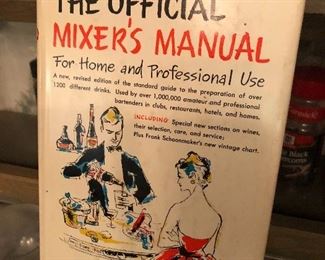 THE OFFICIAL
MIXER'S MANUAL
For Home and Professional Use
A new, revised edition of the standard guide to the preparation of over
1200 different drinks. Used by over 1,000,000 amateur and professional
bartenders in clubs, restaurants, hotels, and homes.
INCLUDING Special new sections on wines,
their selection, care, and service;
Plus Frank Schoonmaker's new vintage chart.
Black